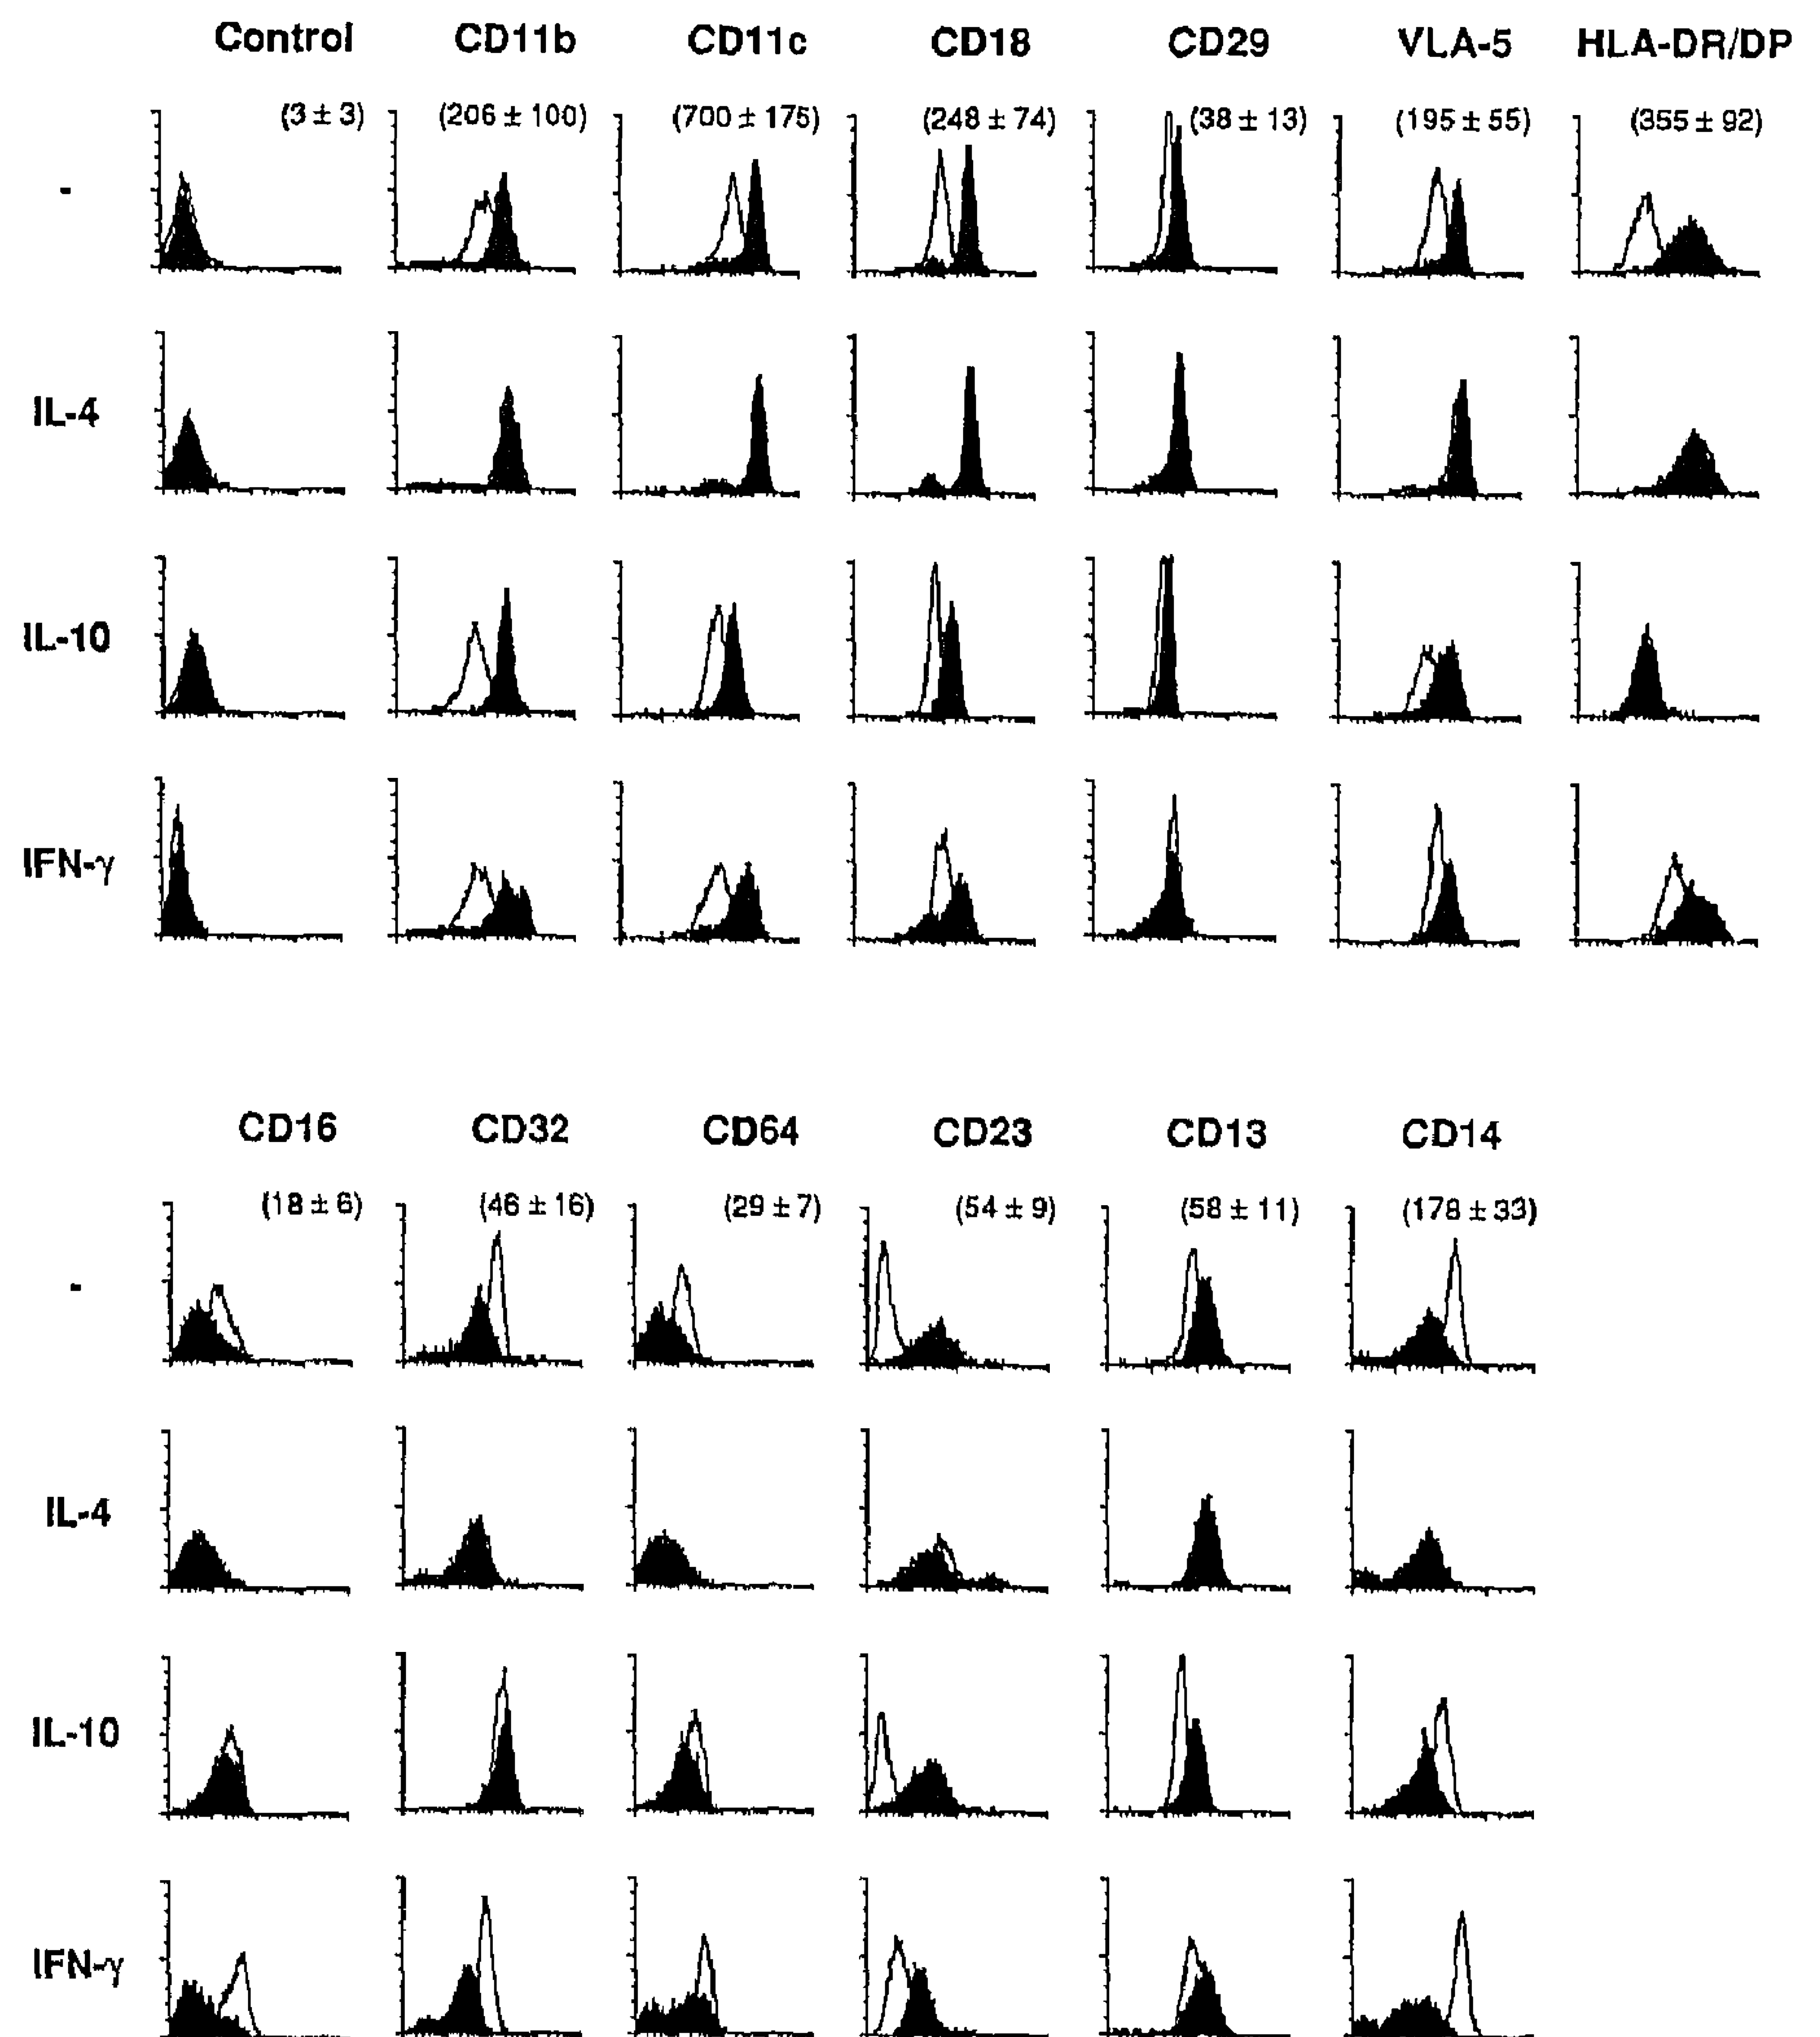 Control CD11b CD11c CD18 CD29 VLA-5 HLA-DR/DP
(3 ± 3) (206 ± 100) (700 ± 175) (248 ± 74) (38 ± 13) (195 ± 55) (355 ± 92)
-
IL-4
IL-10
IFN-γ
CD16 CD32 CD64 CD23 CD13 CD14
(18 ± 6) (46 ± 16) (29 ± 7) (54 ± 9) (58 ± 11) (178 ± 33)
-
IL-4
IL-10
IFN-γ